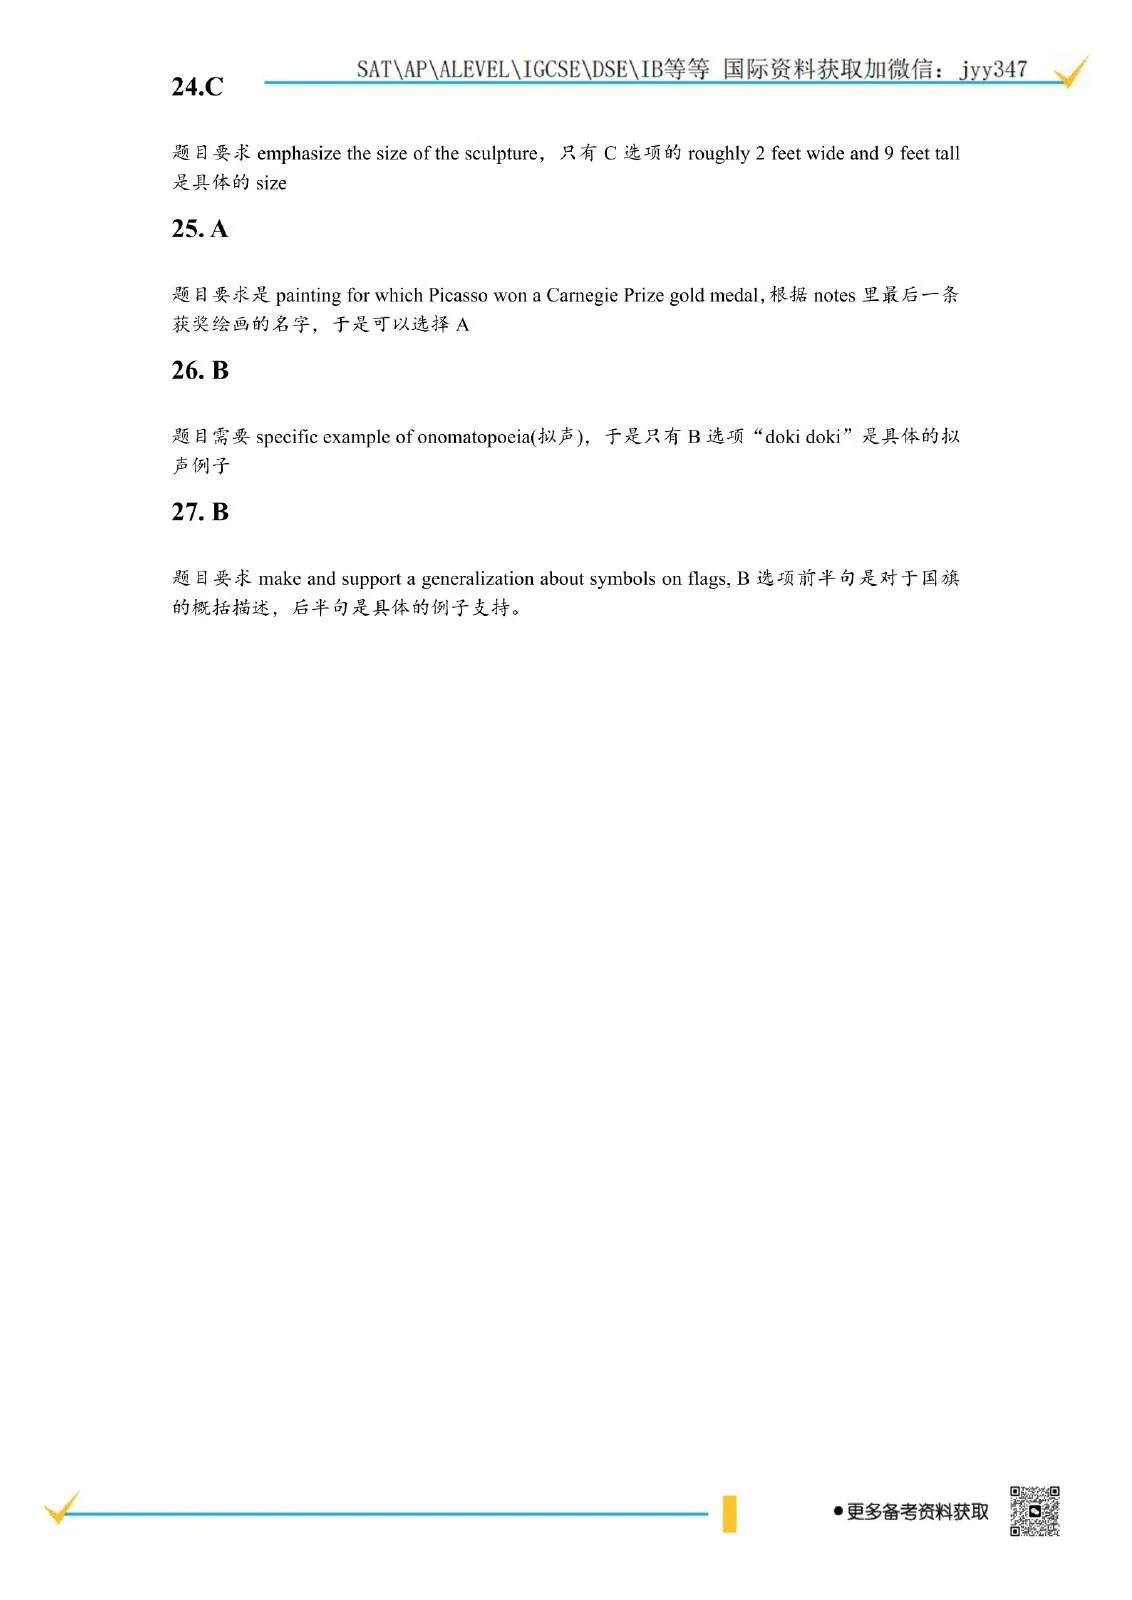 SAT\AP\ALEVEL\IGCSE\DSE\IB等等 国际资料获取加微信：jyy347
24.C
题目要求 emphasize the size of the sculpture，只有 C 选项的 roughly 2 feet wide and 9 feet tall
是具体的 size
25. A
题目要求是 painting for which Picasso won a Carnegie Prize gold medal,根据 notes 里最后一条
获奖绘画的名字，于是可以选择 A
26. B
题目需要 specific example of onomatopoeia(拟声)，于是只有 B 选项“doki doki”是具体的拟
声例子
27. B
题目要求 make and support a generalization about symbols on flags, B 选项前半句是对于国旗
的概括描述，后半句是具体的例子支持。
●更多备考资料获取